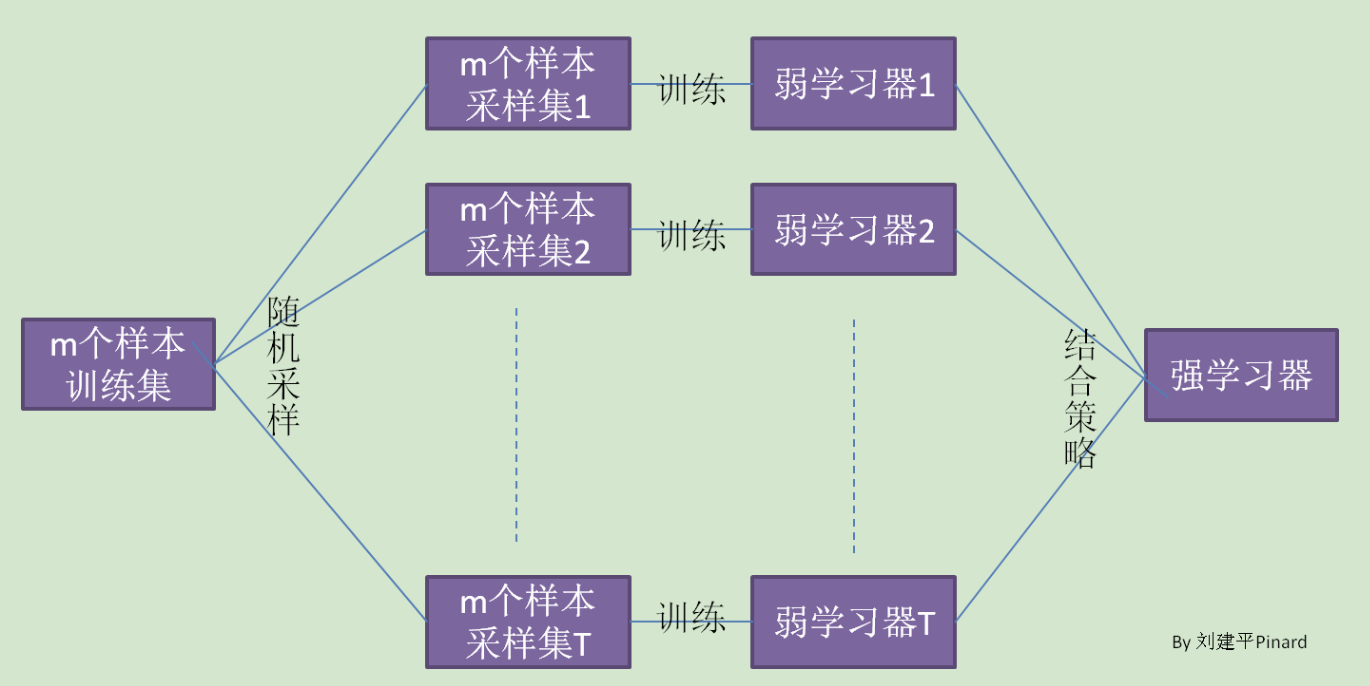 m个样本
采样集1
训练
弱学习器1
m个样本
采样集2
训练
弱学习器2
m个样本
训练集
随机采样
结合策略
强学习器
m个样本
采样集T
训练
弱学习器T
By 刘建平Pinard